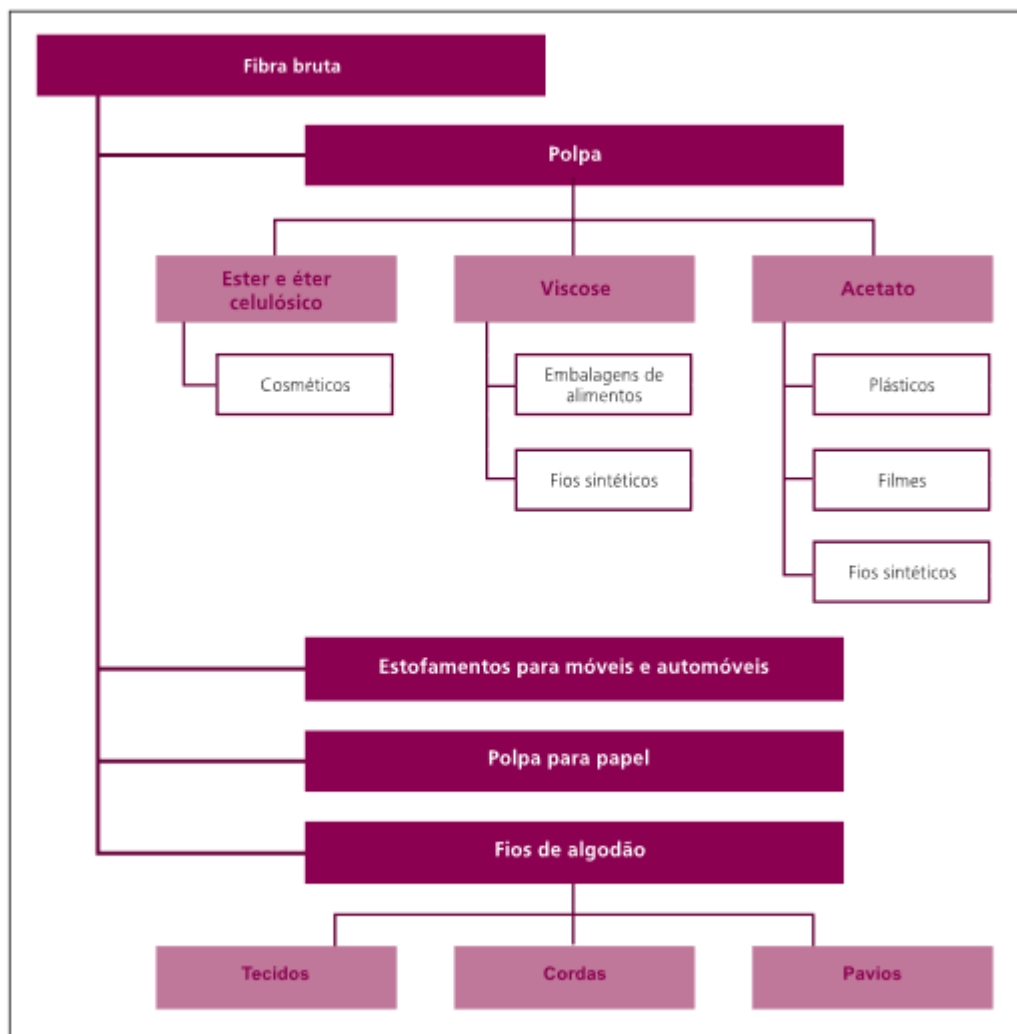 Fibra bruta
Polpa
Ester e éter
celulósico
Viscose
Acetato
Cosméticos
Embalagens de
alimentos
Plásticos
Fios sintéticos
Filmes
Fios sintéticos
Estofamentos para móveis e automóveis
Polpa para papel
Fios de algodão
Tecidos
Cordas
Pavios